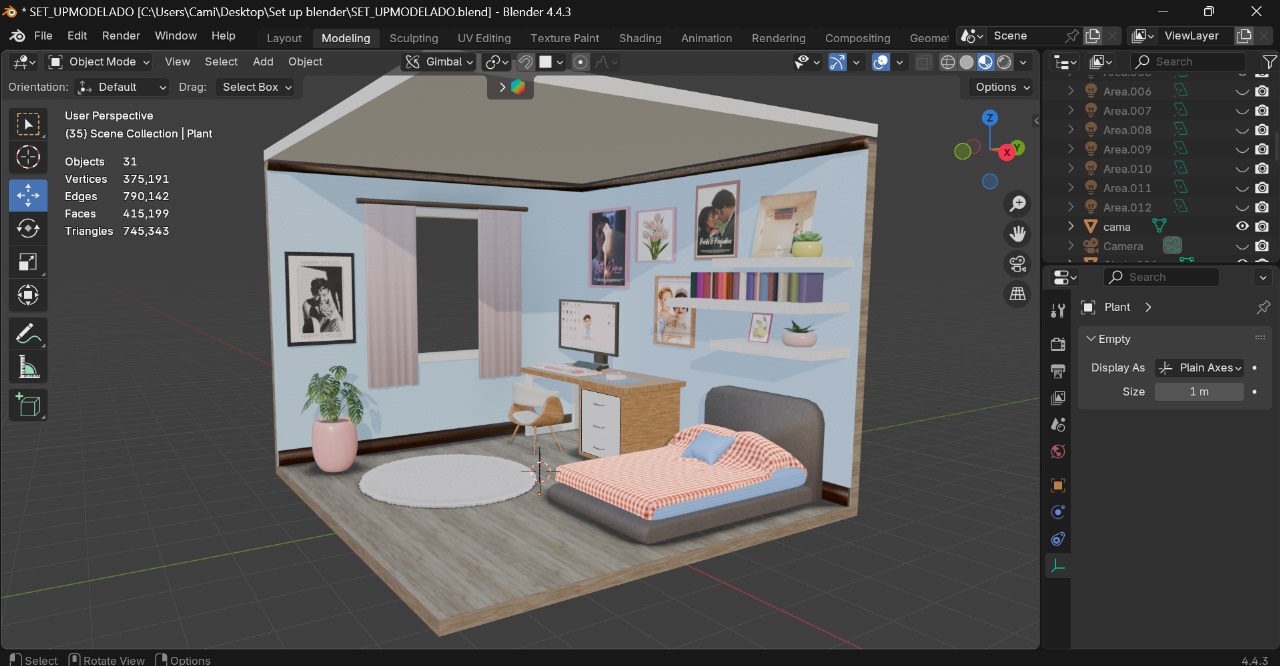 * SET_UPMODELADO [C:\Users\Cami\Desktop\Set up blender\SET_UPMODELADO.blend] - Blender 4.4.3
File Edit Render Window Help Layout Modeling Sculpting UV Editing Texture Paint Shading Animation Rendering Compositing Geomet Scene ViewLayer
Object Mode View Select Add Object Gimbal Search
Orientation: Default Drag: Select Box Options
User Perspective
(35) Scene Collection | Plant
Objects 31
Vertices 375,191
Edges 790,142
Faces 415,199
Triangles 745,343
Z
Y
X
Area.006
Area.007
Area.008
Area.009
Area.010
Area.011
Area.012
cama
Camera
Search
Plant
Empty
Display As Plain Axes
Size 1 m
Pride & Prejudice
Select Rotate View Options 4.4.3